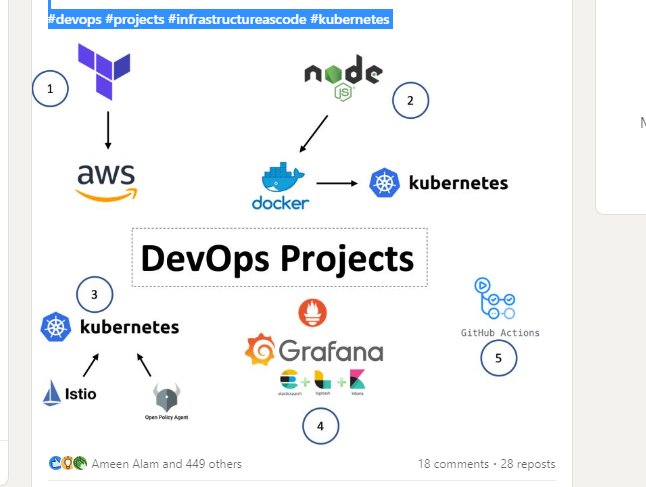 #devops #projects #infrastructureascode #kubernetes
1
node
JS
2
aws
docker
kubernetes
DevOps Projects
3
kubernetes
Grafana
GitHub Actions
5
Istio
Open Policy Agent
elasticsearch + logstash + kibana
4
Ameen Alam and 449 others
18 comments • 28 reposts